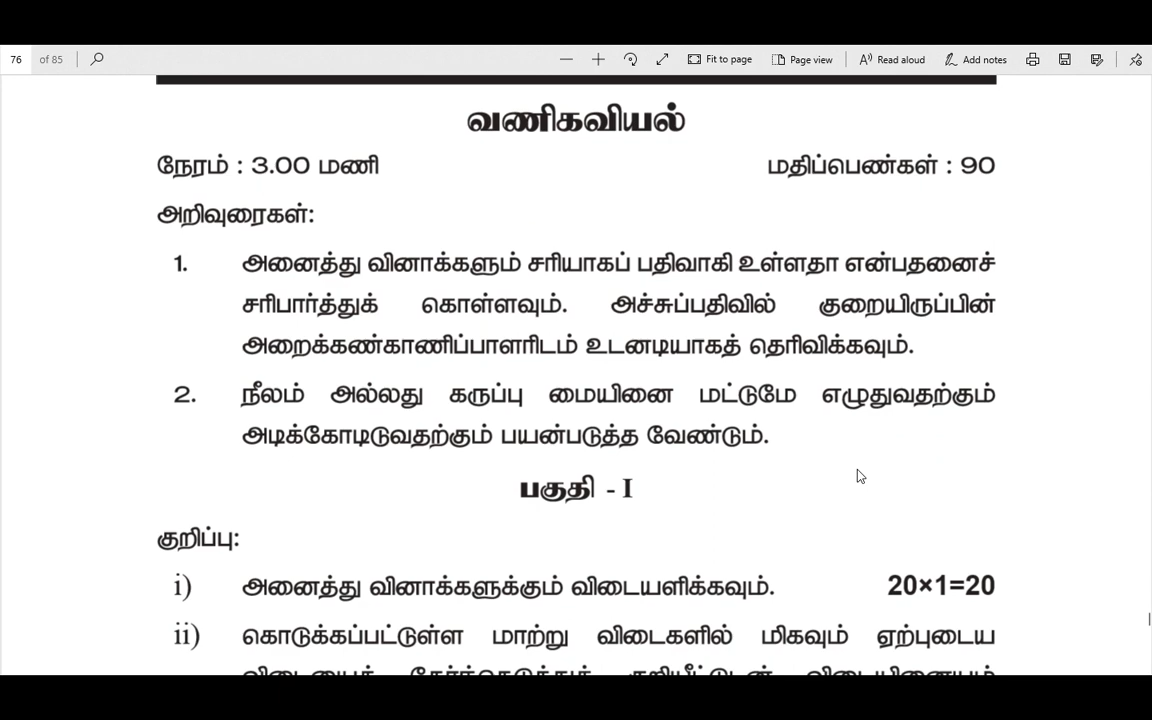 76 of 85 Fit to page Page view Read aloud Add notes
வணிகவியல்
நேரம் : 3.00 மணி மதிப்பெண்கள் : 90
அறிவுரைகள்:
1. அனைத்து வினாக்களும் சரியாகப் பதிவாகி உள்ளதா என்பதனைச்
சரிபார்த்துக் கொள்ளவும். அச்சுப்பதிவில் குறையிருப்பின்
அறைக்கண்காணிப்பாளரிடம் உடனடியாகத் தெரிவிக்கவும்.
2. நீலம் அல்லது கருப்பு மையினை மட்டுமே எழுதுவதற்கும்
அடிக்கோடிடுவதற்கும் பயன்படுத்த வேண்டும்.
பகுதி - I
குறிப்பு:
i) அனைத்து வினாக்களுக்கும் விடையளிக்கவும். 20×1=20
ii) கொடுக்கப்பட்டுள்ள மாற்று விடைகளில் மிகவும் ஏற்புடைய
விடையைத் தேர்ந்தெடுத்துக் குறியீட்டுடன் விடையினையும்